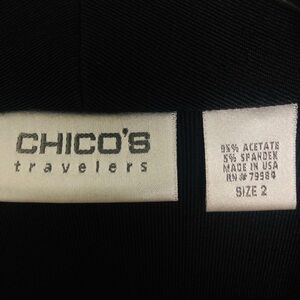 CHICO'S
travelers
95% ACETATE
5% SPANDEX
MADE IN USA
RN# 79984
SIZE 2